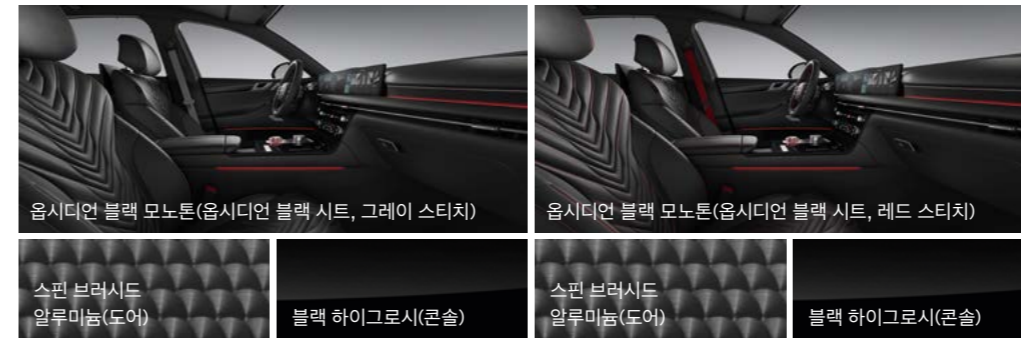 옵시디언 블랙 모노톤(옵시디언 블랙 시트, 그레이 스티치)
옵시디언 블랙 모노톤(옵시디언 블랙 시트, 레드 스티치)
스핀 브러시드
알루미늄(도어)
블랙 하이그로시(콘솔)
스핀 브러시드
알루미늄(도어)
블랙 하이그로시(콘솔)